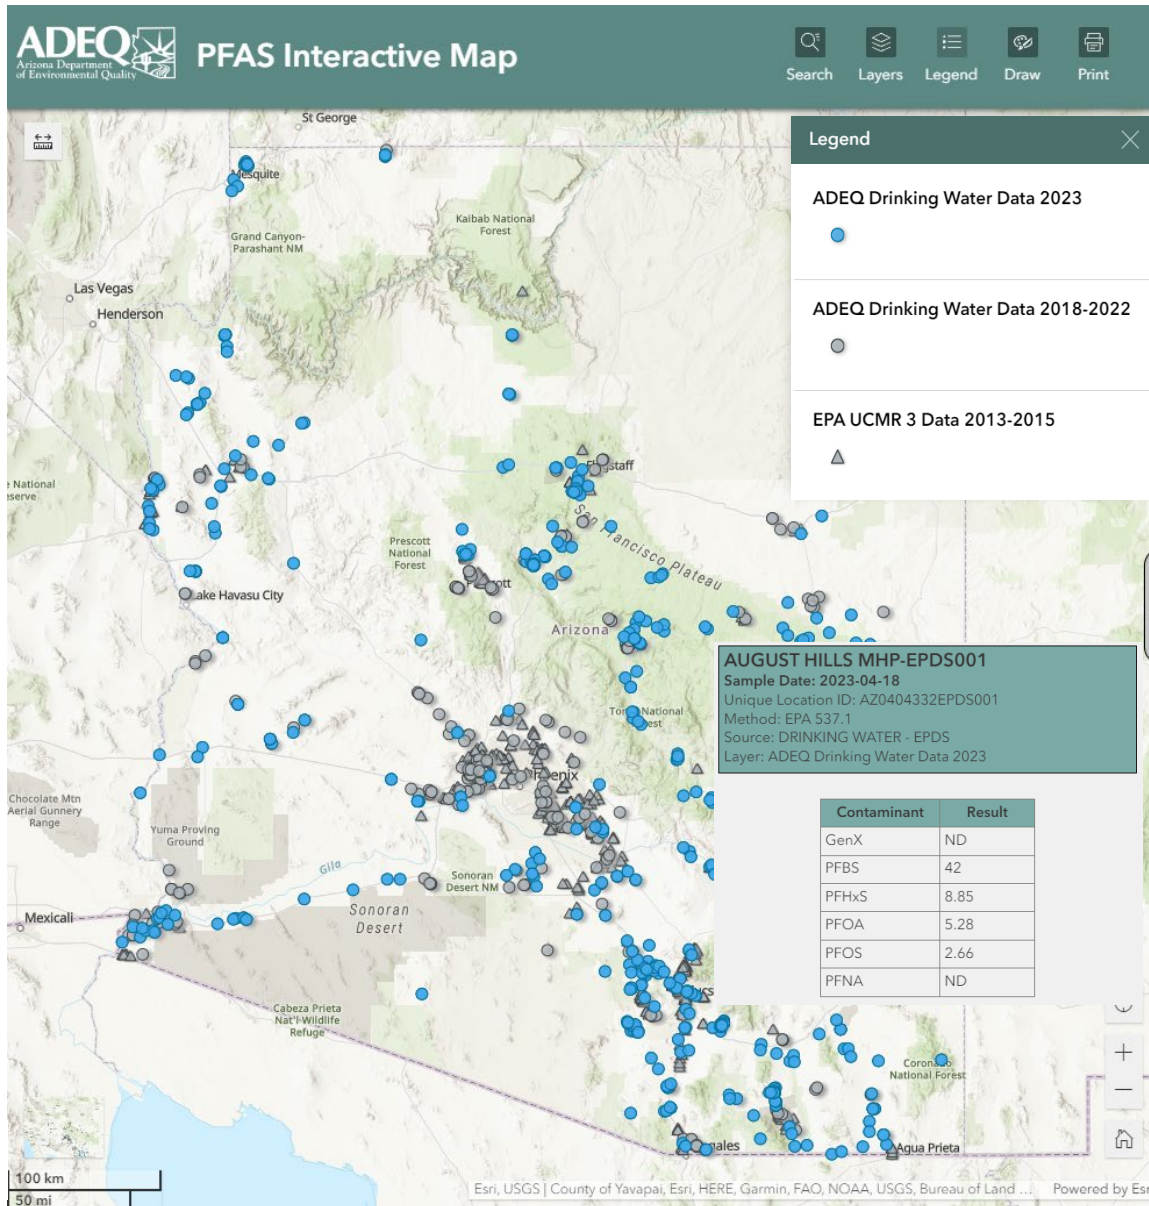 ADEQ
Arizona Department
of Environmental Quality
PFAS Interactive Map
Search
Layers
Legend
Draw
Print
St George
Legend
Mesquite
ADEQ Drinking Water Data 2023
Kaibab National
Forest
Grand Canyon-
Parashant NM
Las Vegas
Henderson
ADEQ Drinking Water Data 2018-2022
EPA UCMR 3 Data 2013-2015
Flagstaff
e National
eserve
San Francisco Plateau
Prescott
National
Forest
Lake Havasu City
Arizona
AUGUST HILLS MHP-EPDS001
Sample Date: 2023-04-18
Unique Location ID: AZ0404332EPDS001
Method: EPA 537.1
Source: DRINKING WATER - EPDS
Layer: ADEQ Drinking Water Data 2023
National
Chocolate Mtn
Aerial Gunnery
Range
Yuma Proving
Ground
Contaminant Result
GenX ND
PFBS 42
PFHxS 8.85
PFOA 5.28
PFOS 2.66
PFNA ND
Gila
Sonoran
Desert NM
Sonoran
Desert
Mexicali
Cabeza Prieta
Nat'l Wildlife
Refuge
Coronado
National Forest
Agua Prieta
100 km
50 mi
Esri, USGS | County of Yavapai, Esri, HERE, Garmin, FAO, NOAA, USGS, Bureau of Land ...
Powered by Esr